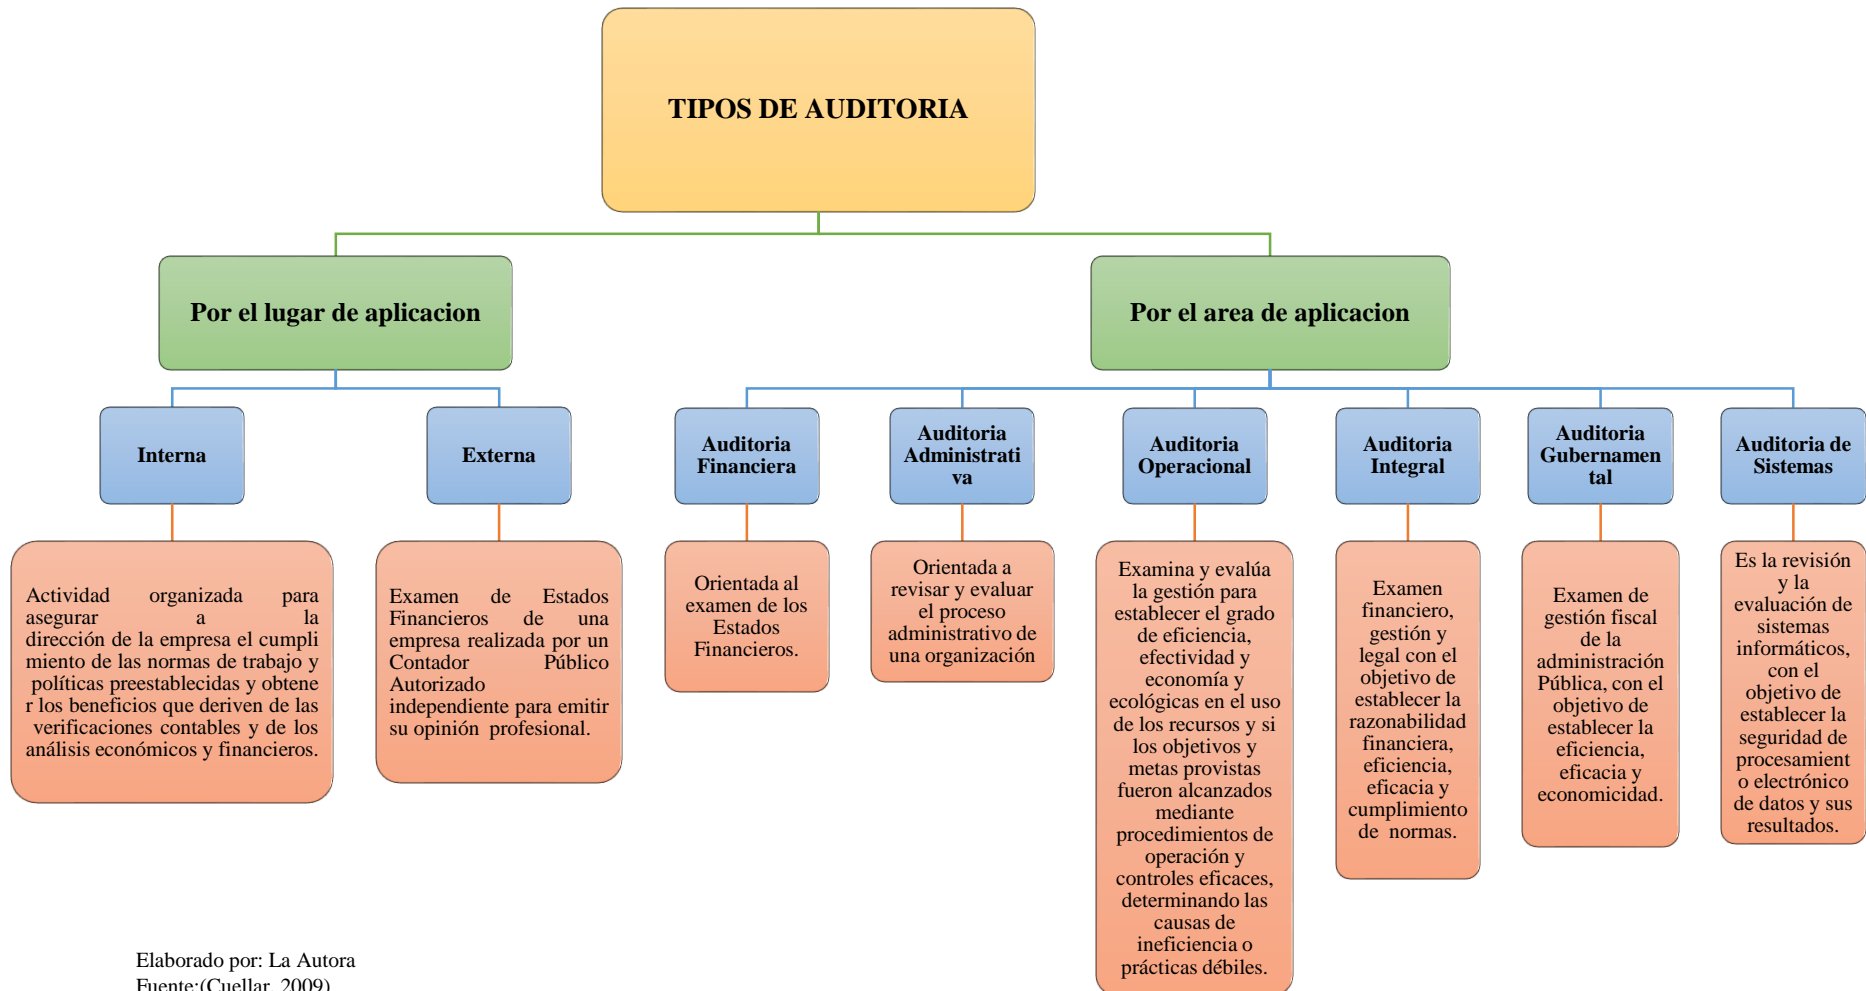 TIPOS DE AUDITORIA
Por el lugar de aplicacion
Por el area de aplicacion
Interna
Externa
Auditoria
Financiera
Auditoria
Administrati
va
Auditoria
Operacional
Auditoria
Integral
Auditoria
Gubernamen
tal
Auditoria de
Sistemas
Actividad organizada para
asegurar a la
dirección de la empresa el cumpli
miento de las normas de trabajo y
políticas preestablecidas y obtene
r los beneficios que deriven de las
verificaciones contables y de los
análisis económicos y financieros.
Examen de Estados
Financieros de una
empresa realizada por un
Contador Público
Autorizado
independiente para emitir
su opinión profesional.
Orientada al
examen de los
Estados
Financieros.
Orientada a
revisar y evaluar
el proceso
administrativo de
una organización
Examina y evalúa
la gestión para
establecer el grado
de eficiencia,
efectividad y
economía y
ecológicas en el uso
de los recursos y si
los objetivos y
metas provistas
fueron alcanzados
mediante
procedimientos de
operación y
controles eficaces,
determinando las
causas de
ineficiencia o
prácticas débiles.
Examen
financiero,
gestión y
legal con el
objetivo de
establecer la
razonabilidad
financiera,
eficiencia,
eficacia y
cumplimiento
de normas.
Examen de
gestión fiscal
de la
administración
Pública, con el
objetivo de
establecer la
eficiencia,
eficacia y
economicidad.
Es la revisión
y la
evaluación de
sistemas
informáticos,
con el
objetivo de
establecer la
seguridad de
procesamient
o electrónico
de datos y sus
resultados.
Elaborado por: La Autora
Fuente:(Cuellar, 2009)